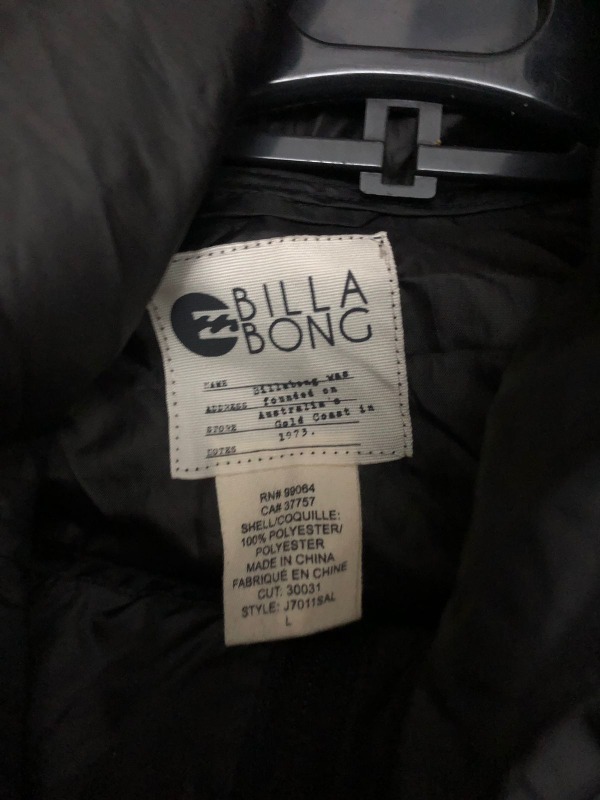 BILLA
BONG
NAME
Billabong was
ADDRESS
founded on
Australia's
STORE
Gold Coast in
1973.
NOTES
RN# 99064
CA# 37757
SHELL/COQUILLE:
100% POLYESTER/
POLYESTER
MADE IN CHINA
FABRIQUÉ EN CHINE
CUT: 30031
STYLE: J7011SAL
L